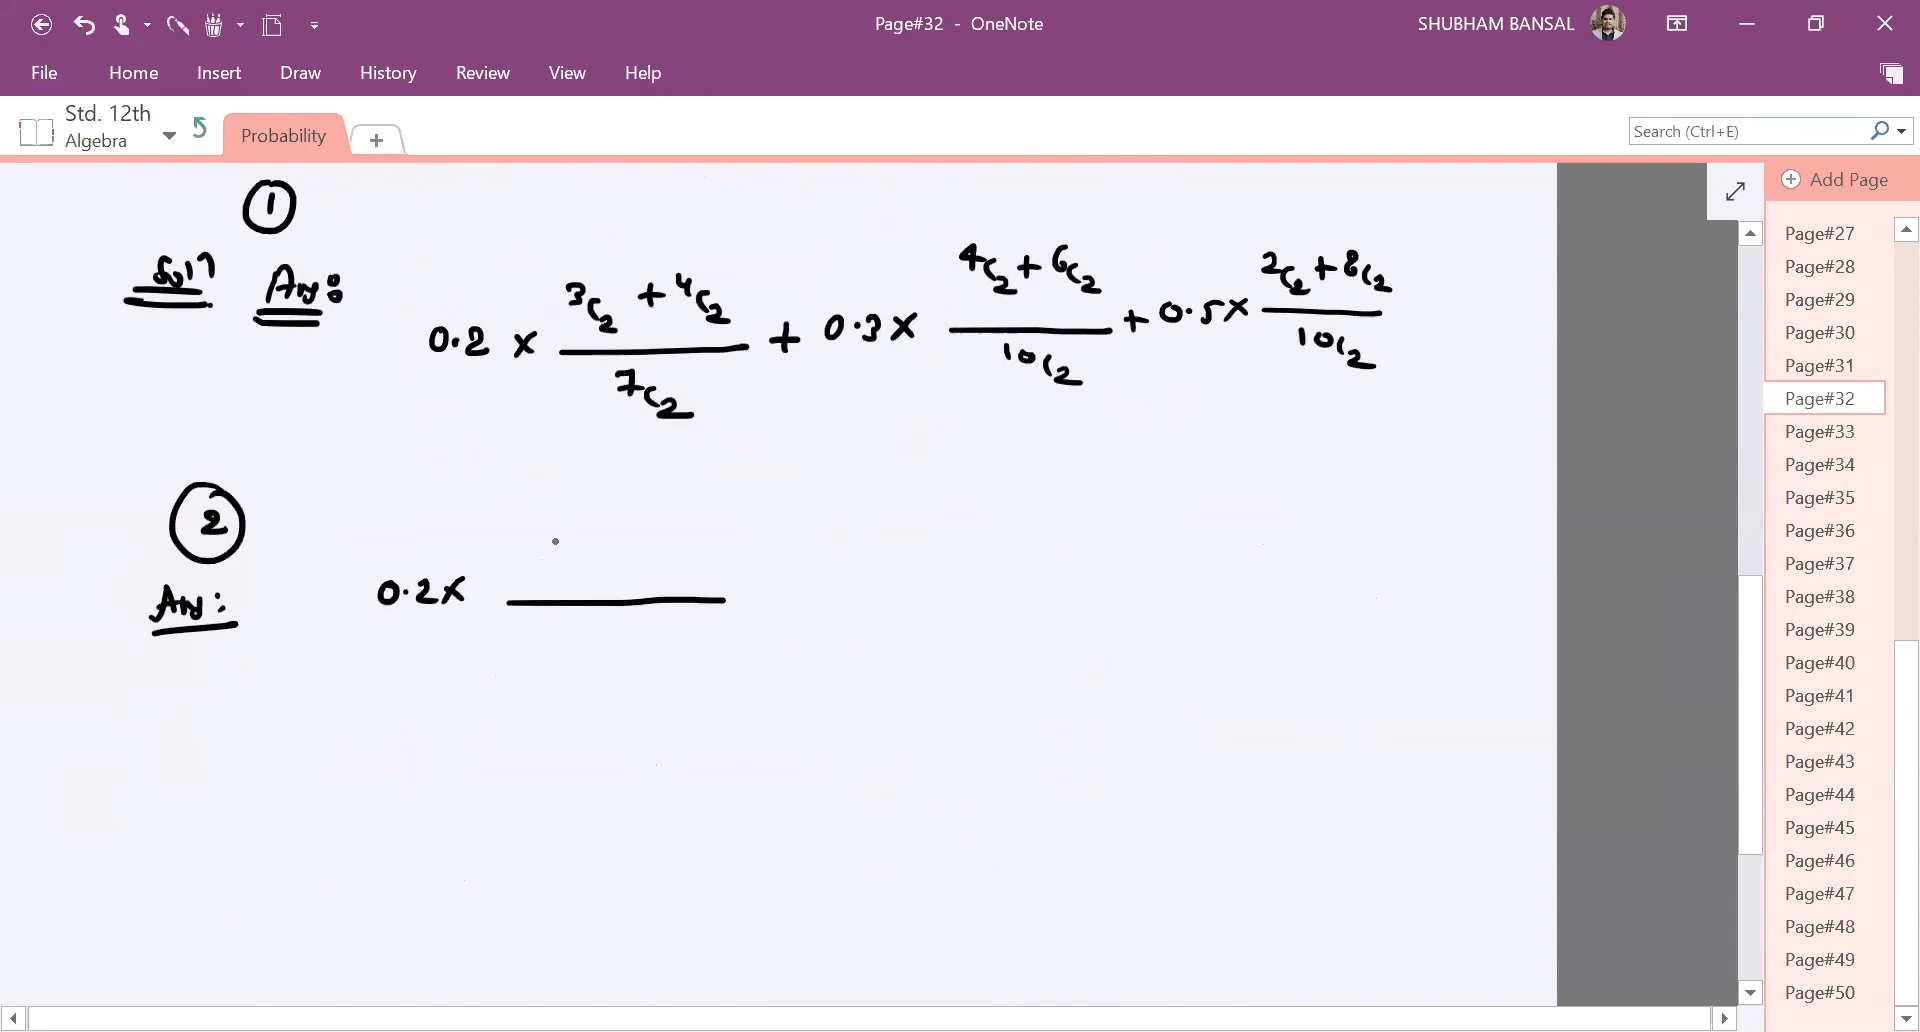 Page#32 - OneNote
SHUBHAM BANSAL
File Home Insert Draw History Review View Help
Std. 12th
Algebra
Probability
Search (Ctrl+E)
Add Page
①
Solⁿ Ans: 0.2 × (³C₂ + ⁴C₂)/⁷C₂ + 0.3 × (⁴C₂ + ⁶C₂)/¹⁰C₂ + 0.5 × (²C₂ + ⁸C₂)/¹⁰C₂
②
Ans: 0.2 ×
Page#27
Page#28
Page#29
Page#30
Page#31
Page#32
Page#33
Page#34
Page#35
Page#36
Page#37
Page#38
Page#39
Page#40
Page#41
Page#42
Page#43
Page#44
Page#45
Page#46
Page#47
Page#48
Page#49
Page#50